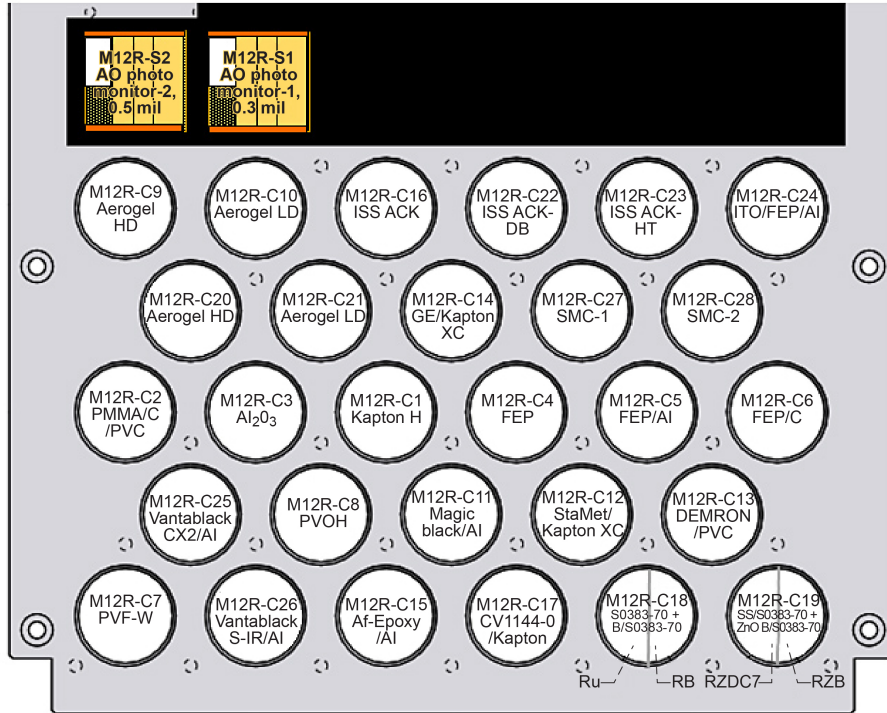 M12R-S2
AO photo
monitor-2,
0.5 mil
M12R-S1
AO photo
monitor-1,
0.3 mil
M12R-C9
Aerogel
HD
M12R-C10
Aerogel LD
M12R-C16
ISS ACK
M12R-C22
ISS ACK-
DB
M12R-C23
ISS ACK-
HT
M12R-C24
ITO/FEP/Al
M12R-C20
Aerogel HD
M12R-C21
Aerogel LD
M12R-C14
GE/Kapton
XC
M12R-C27
SMC-1
M12R-C28
SMC-2
M12R-C2
PMMA/C
/PVC
M12R-C3
Al₂0₃
M12R-C1
Kapton H
M12R-C4
FEP
M12R-C5
FEP/Al
M12R-C6
FEP/C
M12R-C25
Vantablack
CX2/Al
M12R-C8
PVOH
M12R-C11
Magic
black/Al
M12R-C12
StaMet/
Kapton XC
M12R-C13
DEMRON
/PVC
M12R-C7
PVF-W
M12R-C26
Vantablack
S-IR/Al
M12R-C15
Af-Epoxy
/Al
M12R-C17
CV1144-0
/Kapton
M12R-C18
S0383-70 +
B/S0383-70
M12R-C19
SS/S0383-70 +
ZnO B/S0383-70
Ru
RB
RZDC7
RZB